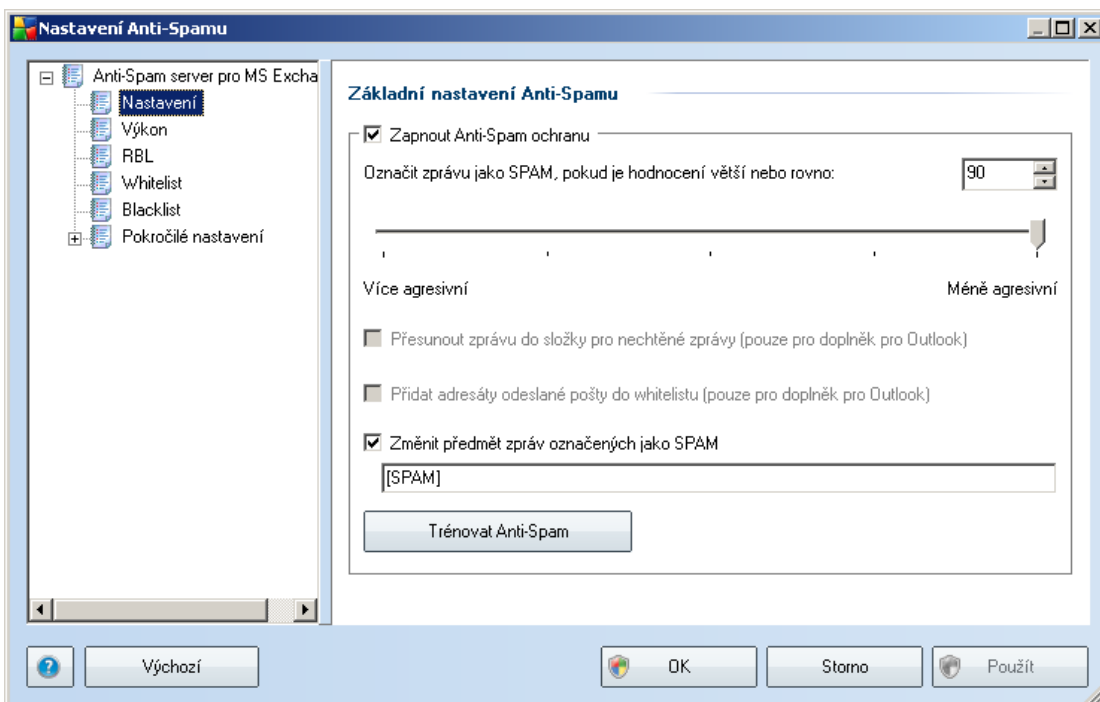 Nastavení Anti-Spamu
Anti-Spam server pro MS Excha
Nastavení
Výkon
RBL
Whitelist
Blacklist
Pokročilé nastavení
Základní nastavení Anti-Spamu
Zapnout Anti-Spam ochranu
Označit zprávu jako SPAM, pokud je hodnocení větší nebo rovno: 90
Více agresivní Méně agresivní
Přesunout zprávu do složky pro nechtěné zprávy (pouze pro doplněk pro Outlook)
Přidat adresáty odeslané pošty do whitelistu (pouze pro doplněk pro Outlook)
Změnit předmět zpráv označených jako SPAM
[SPAM]
Trénovat Anti-Spam
Výchozí OK Storno Použít